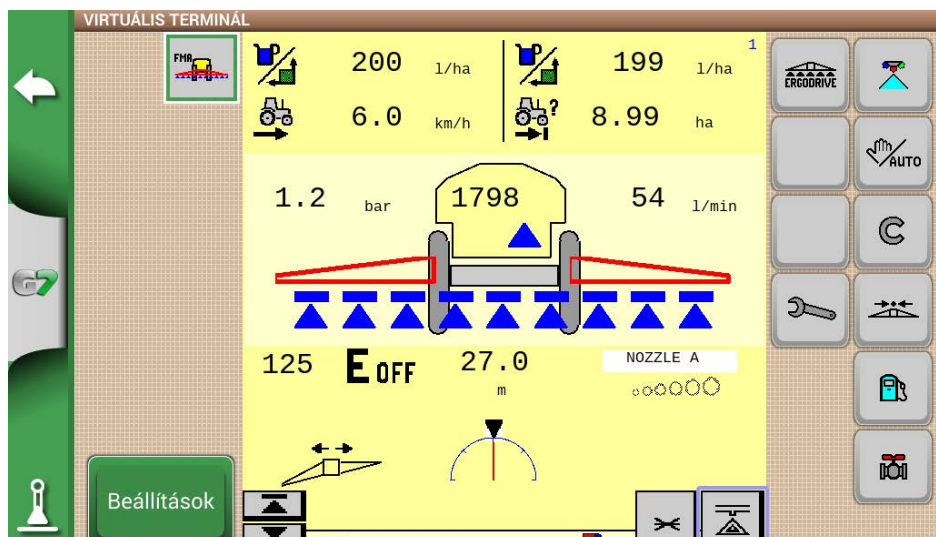 VIRTUÁLIS TERMINÁL
FMA
200 l/ha
199 l/ha
1
6.0 km/h
? 8.99 ha
ERGODRIVE
AUTO
1.2 bar
1798
54 l/min
C
G7
125
E OFF
27.0
m
NOZZLE A
Beállítások